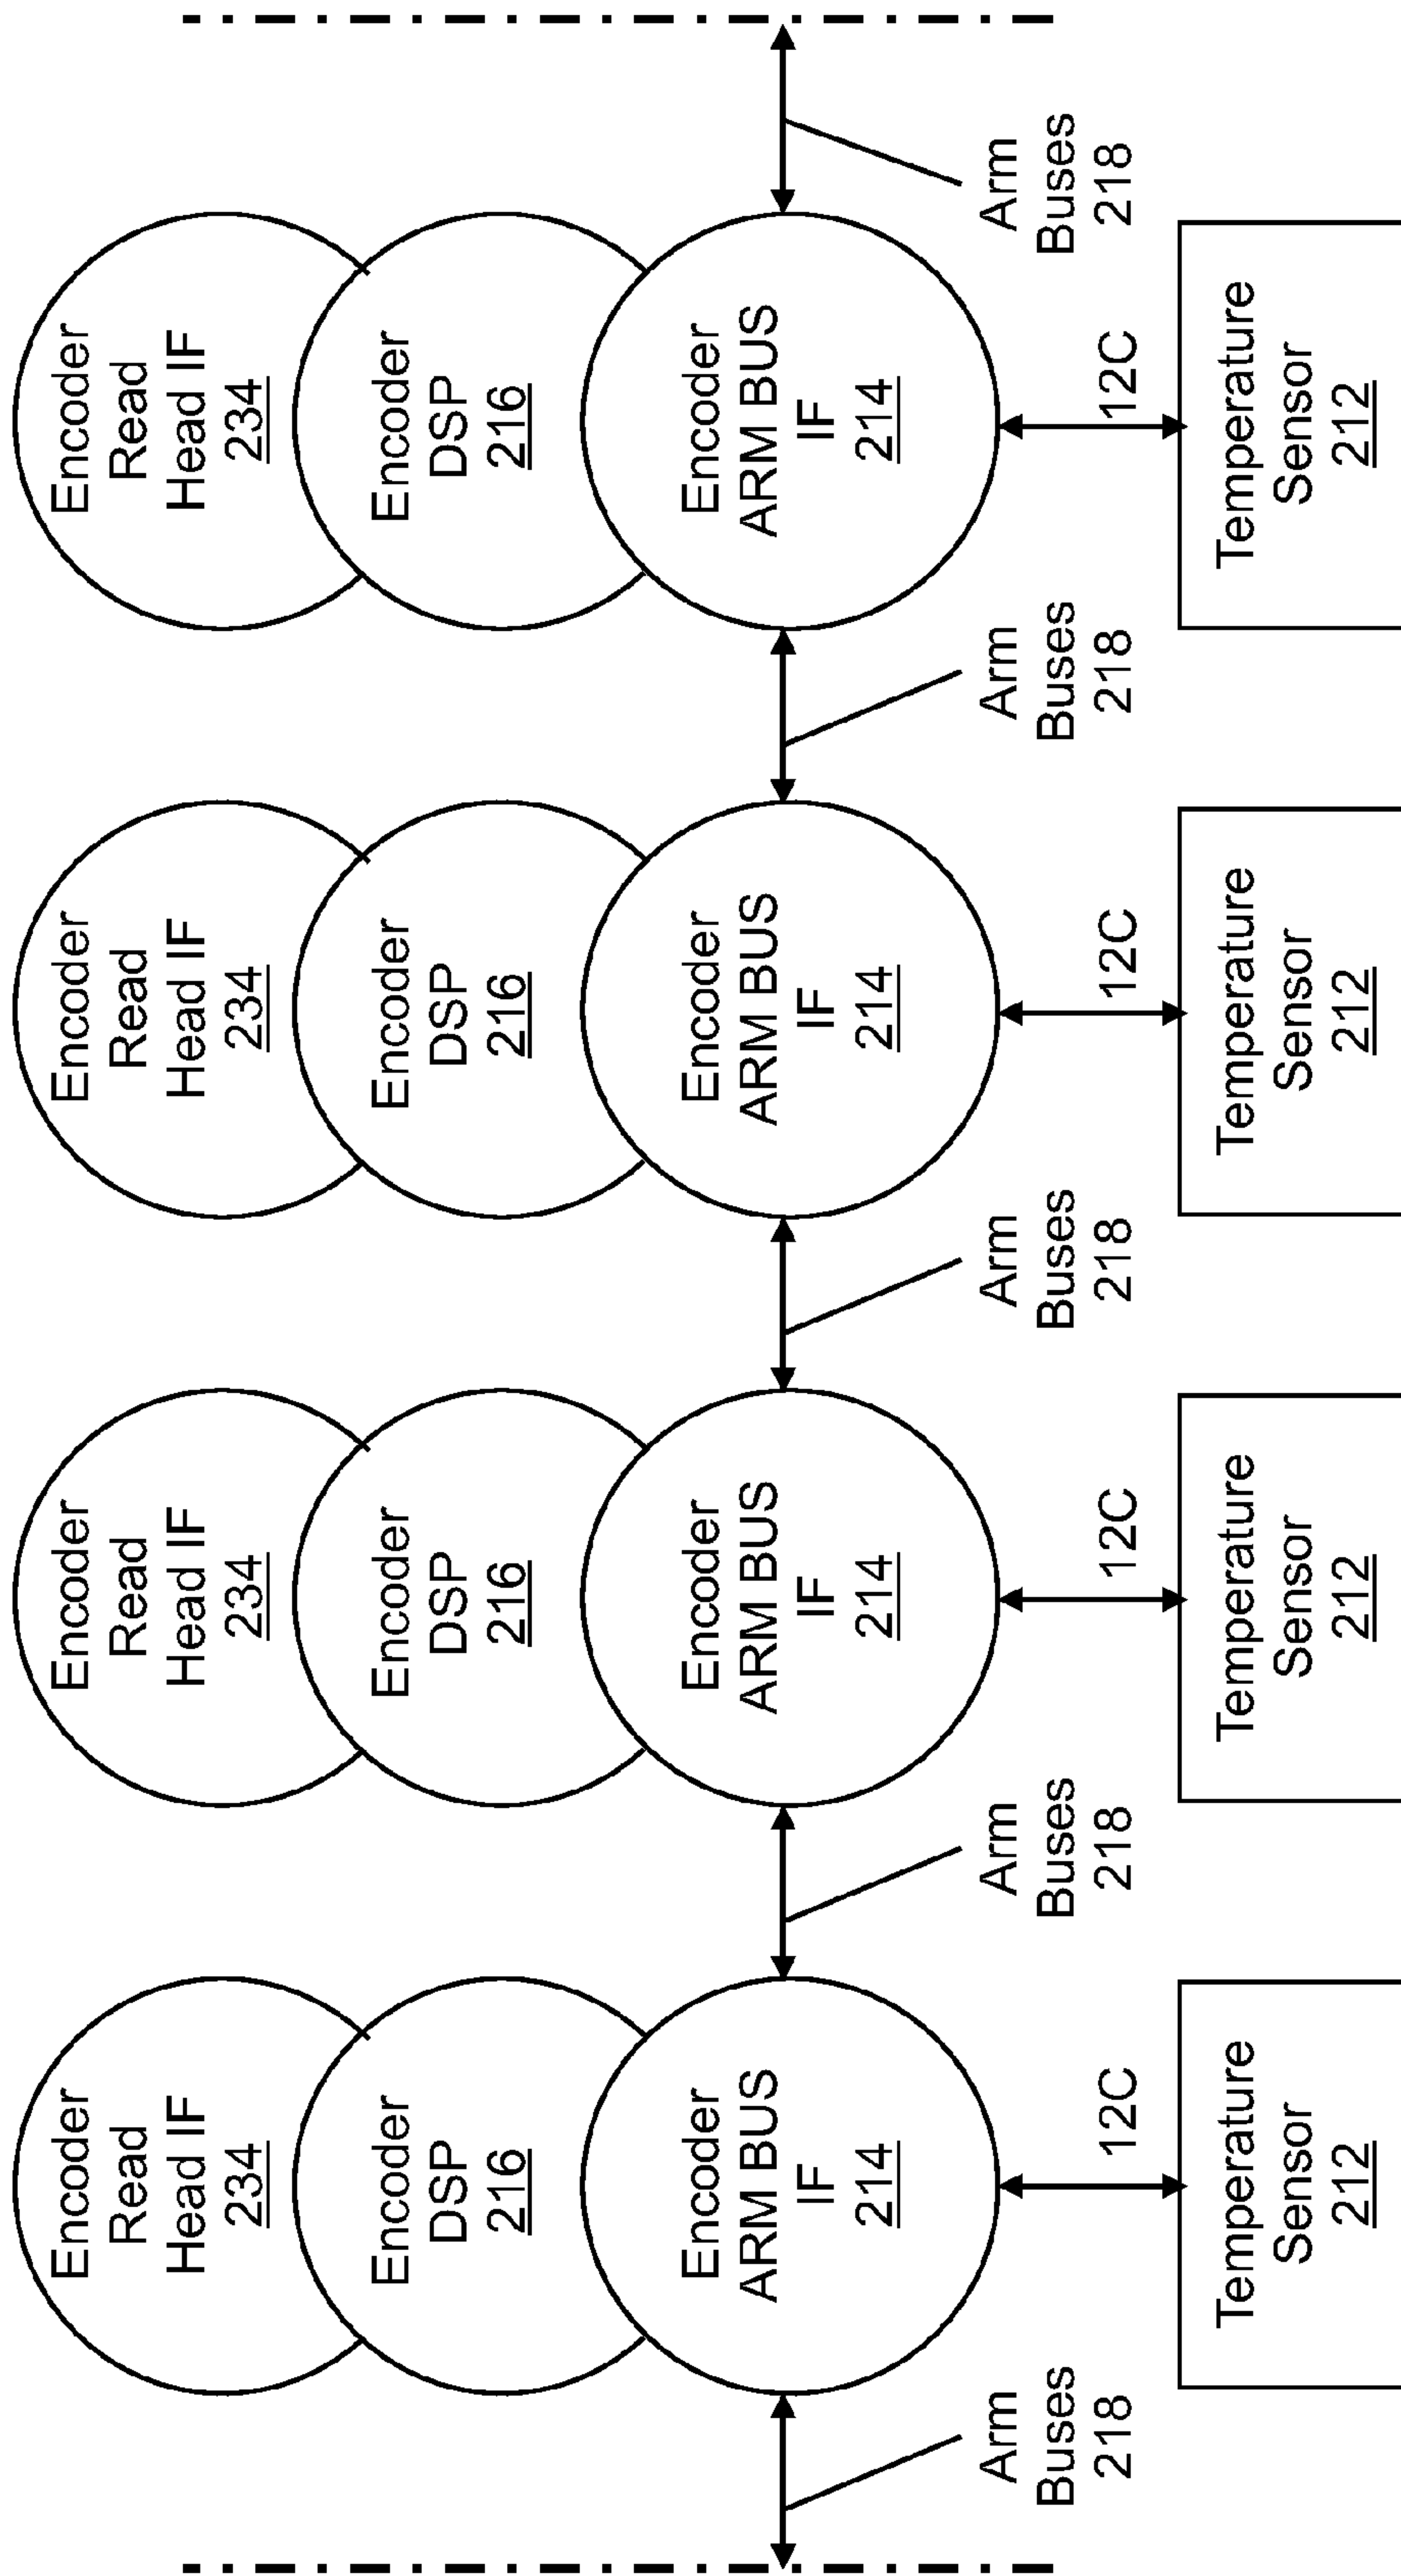 Encoder
Read
Head IF
234
Encoder
DSP
216
Encoder
ARM BUS
IF
214
Arm
Buses
218
12C
Temperature
Sensor
212
Encoder
Read
Head IF
234
Encoder
DSP
216
Encoder
ARM BUS
IF
214
Arm
Buses
218
12C
Temperature
Sensor
212
Encoder
Read
Head IF
234
Encoder
DSP
216
Encoder
ARM BUS
IF
214
Arm
Buses
218
12C
Temperature
Sensor
212
Encoder
Read
Head IF
234
Encoder
DSP
216
Encoder
ARM BUS
IF
214
Arm
Buses
218
12C
Temperature
Sensor
212
Arm
Buses
218